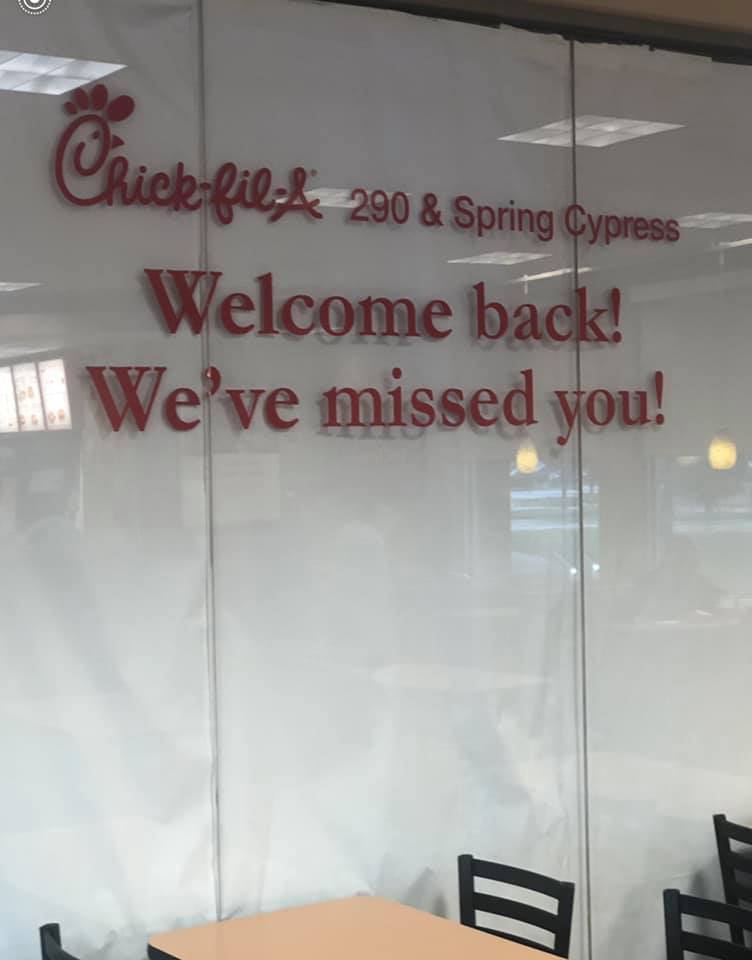 Chick-fil-A® 290 & Spring Cypress
Welcome back!
We've missed you!